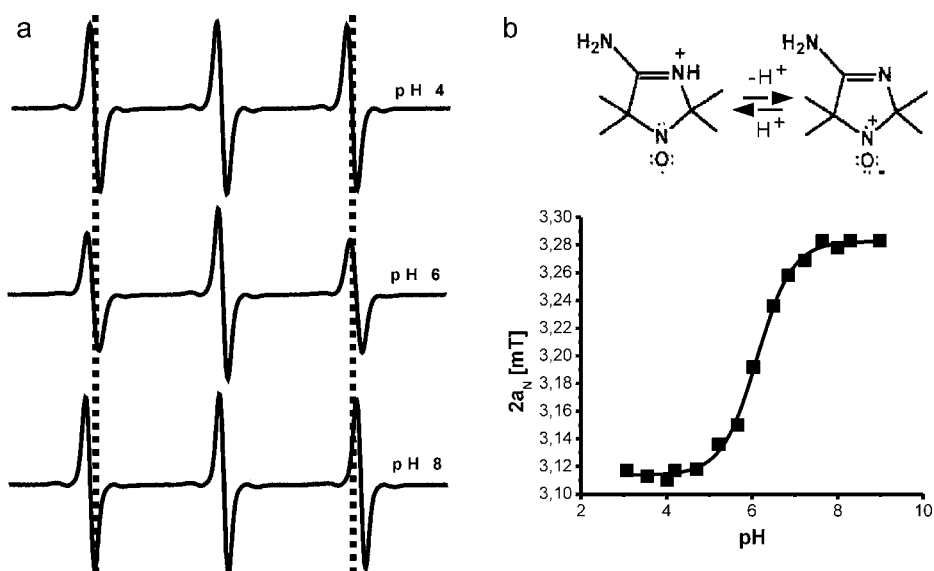 a
pH 4
pH 6
pH 8
b
H₂N
+
NH
N
:O:
-H⁺
H⁺
H₂N
N
N
+
:O:
-
3,30
3,28
3,26
3,24
3,22
3,20
3,18
3,16
3,14
3,12
3,10
2aN [mT]
2 4 6 8 10
pH